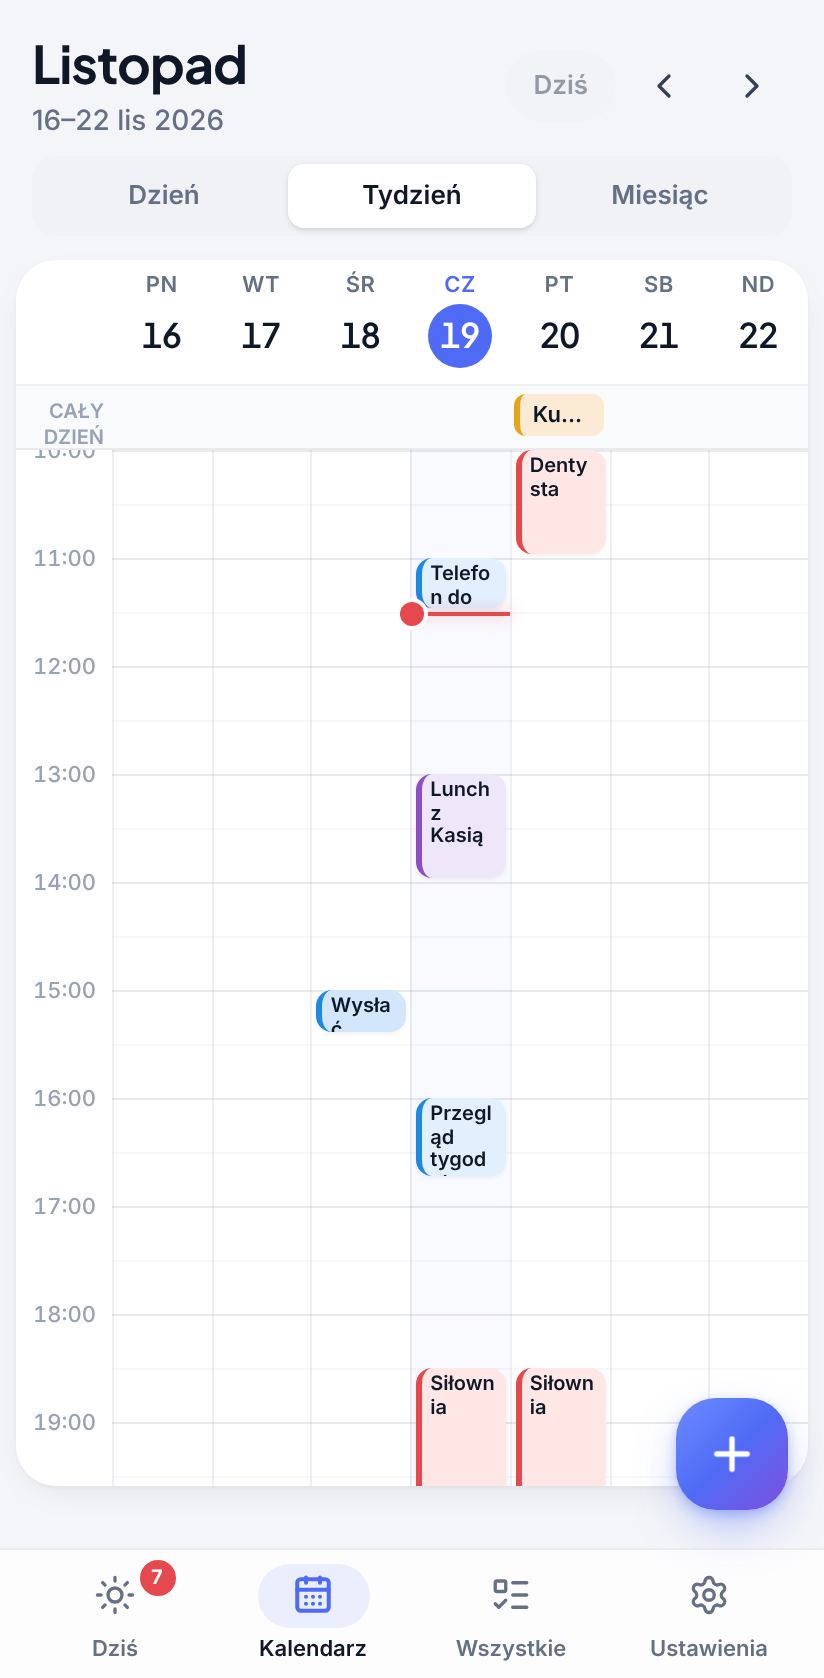 Listopad
16–22 lis 2026
Dziś
Dzień Tydzień Miesiąc
PN WT ŚR CZ PT SB ND
16 17 18 19 20 21 22
CAŁY
DZIEŃ
Ku...
10:00
Denty
sta
11:00
Telefo
n do
12:00
13:00
Lunch
z
Kasią
14:00
15:00
Wysła
ć
16:00
Przegl
ąd
tygod
17:00
18:00
Siłown
ia
Siłown
ia
19:00
7
Dziś Kalendarz Wszystkie Ustawienia